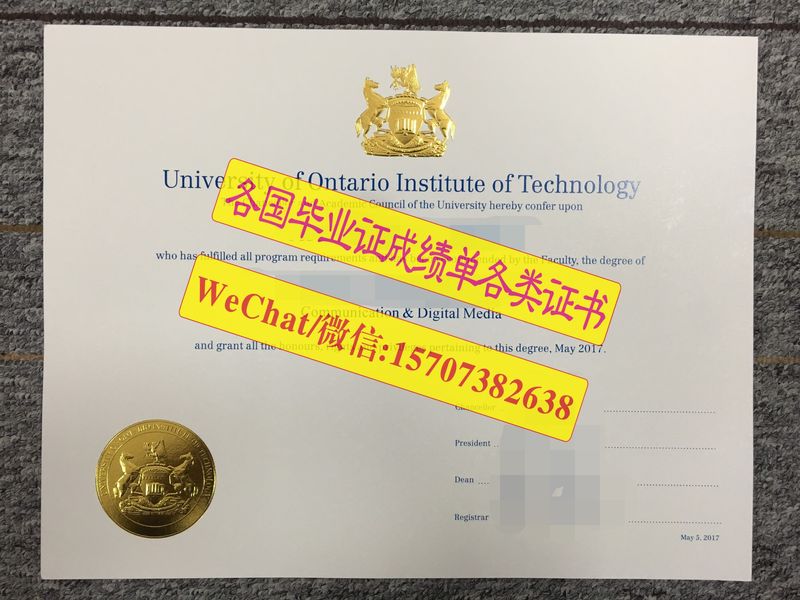 University of Ontario Institute of Technology
Academic Council of the University hereby confer upon
各国毕业证成绩单各类证书
who has fulfilled all program requirements by the Faculty, the degree of
WeChat/微信:15707382638
Communication & Digital Media
and grant all the honours, pertaining to this degree, May 2017.
Chancellor
President
Dean
Registrar
May 5, 2017